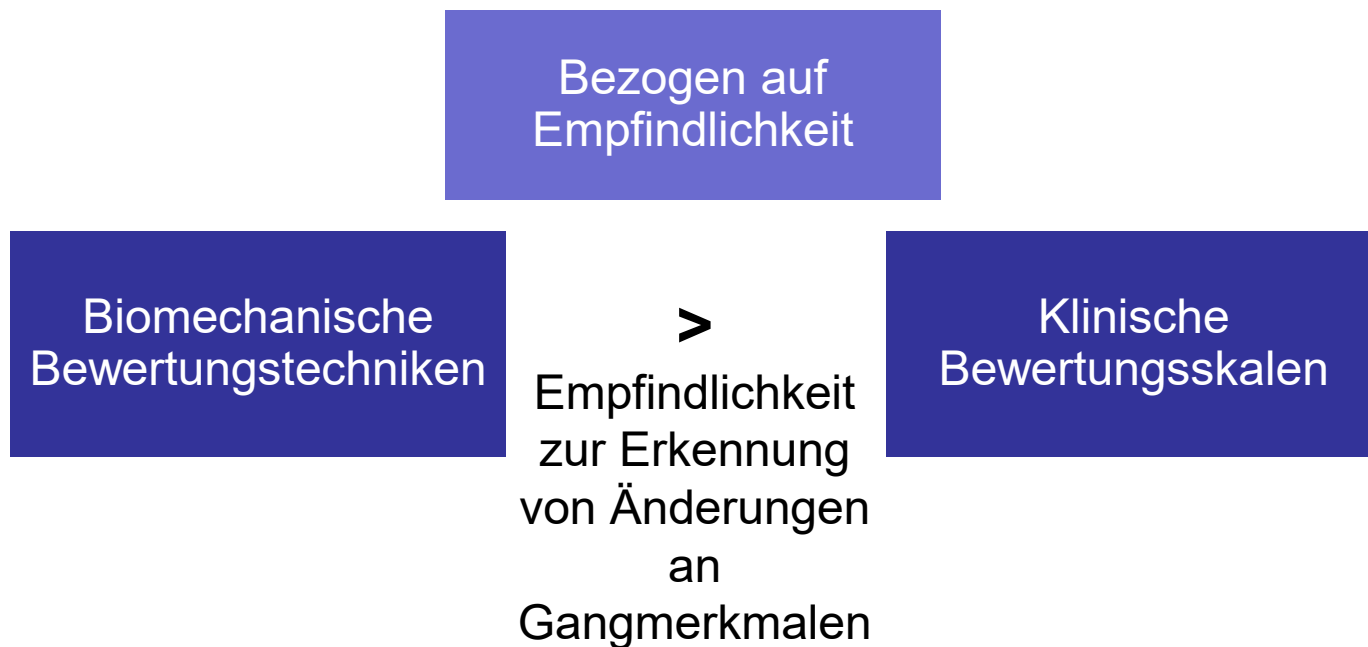 Bezogen auf
Empfindlichkeit
Biomechanische
Bewertungstechniken
>
Empfindlichkeit
zur Erkennung
von Änderungen
an
Gangmerkmalen
Klinische
Bewertungsskalen